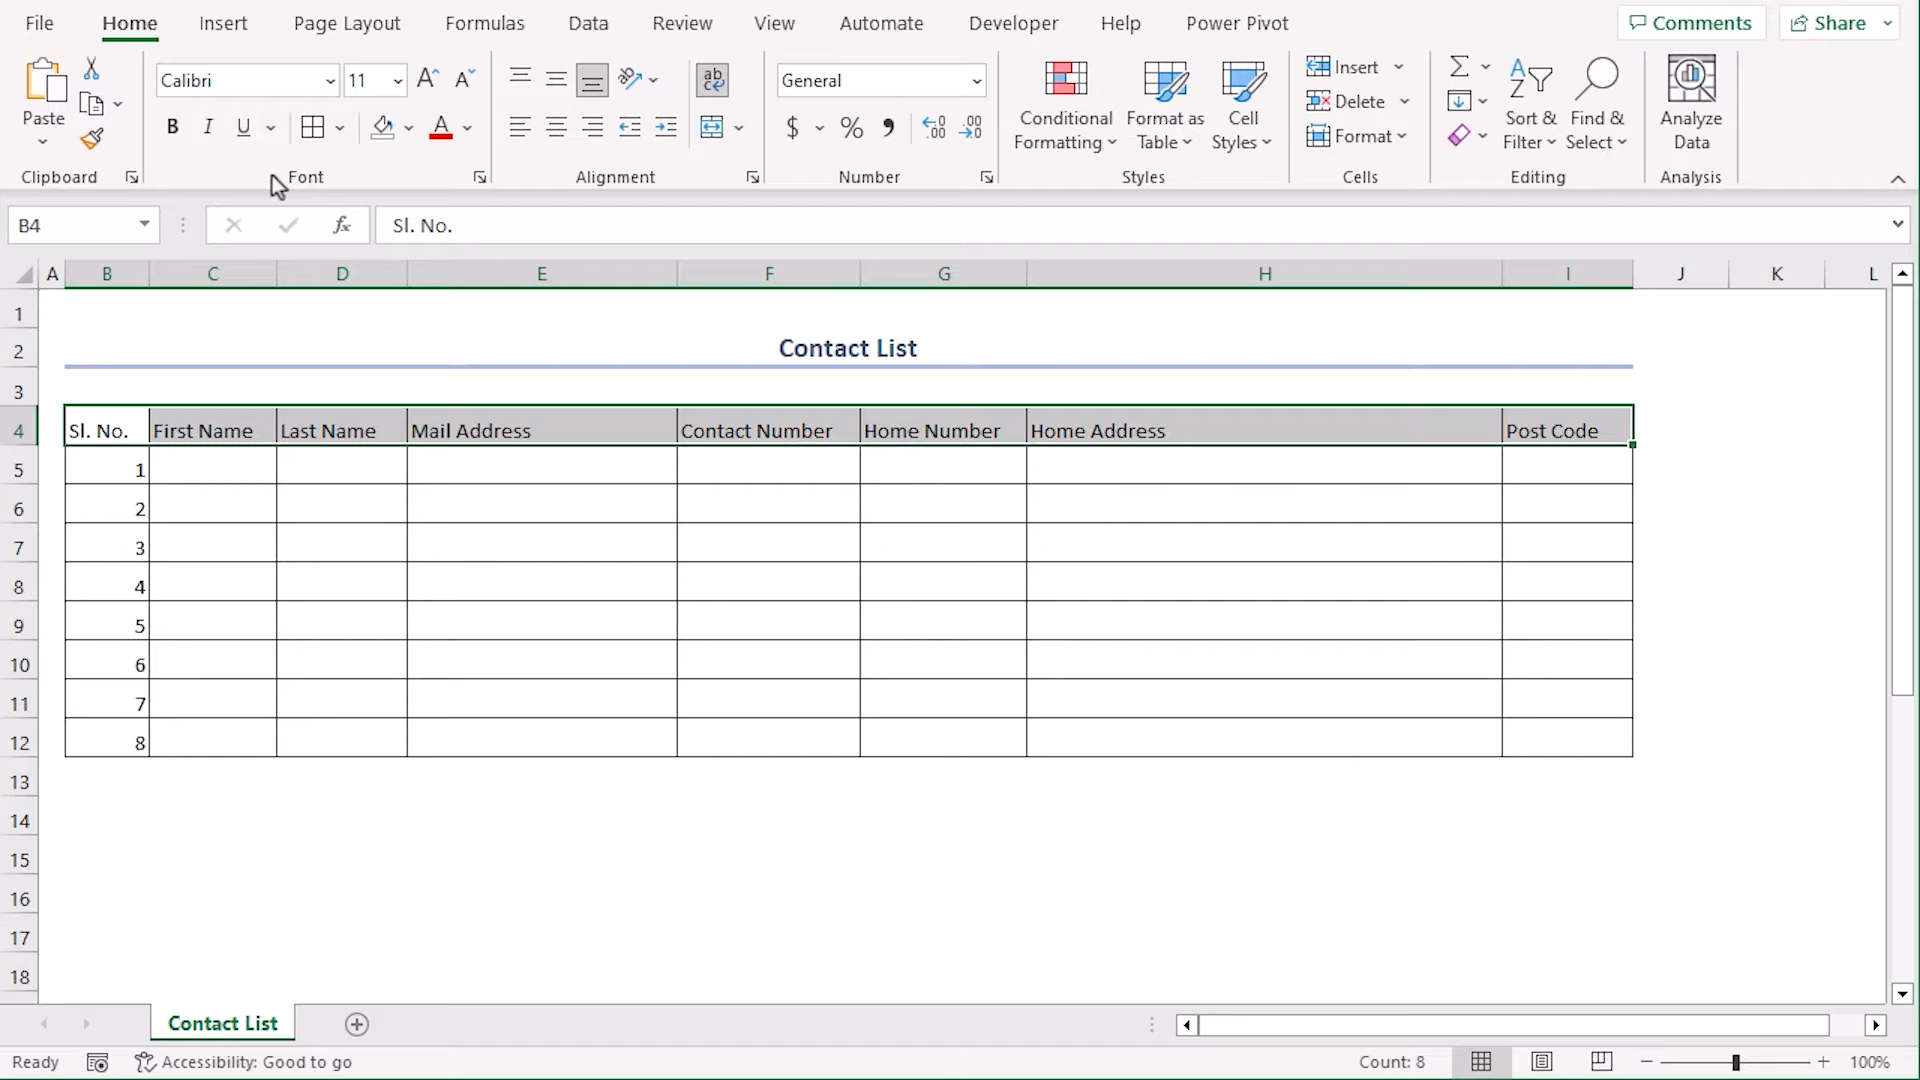 File Home Insert Page Layout Formulas Data Review View Automate Developer Help Power Pivot Comments Share
Calibri 11 A A ab c General Insert
Delete
Paste Conditional Format as Cell Sort & Find & Analyze
B I U A $ % 9 .00 .00 Formatting Table Styles Format Filter Select Data
Clipboard Font Alignment Number Styles Cells Editing Analysis
B4 fx Sl. No.
A B C D E F G H I J K L
1
2 Contact List
3
4 Sl. No. First Name Last Name Mail Address Contact Number Home Number Home Address Post Code
5 1
6 2
7 3
8 4
9 5
10 6
11 7
12 8
13
14
15
16
17
18
Contact List
Ready Accessibility: Good to go Count: 8 100%